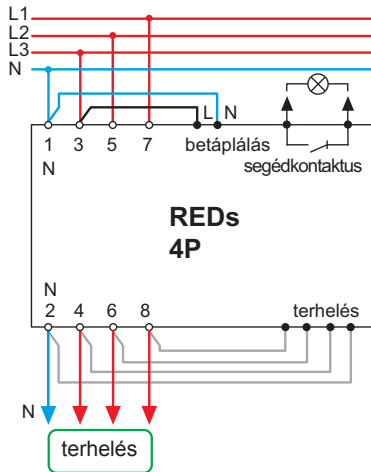 L1
L2
L3
N
L N
1 3 5 7 betáplálás
N segédkontaktus
REDs
4P
N
2 4 6 8 terhelés
N
terhelés